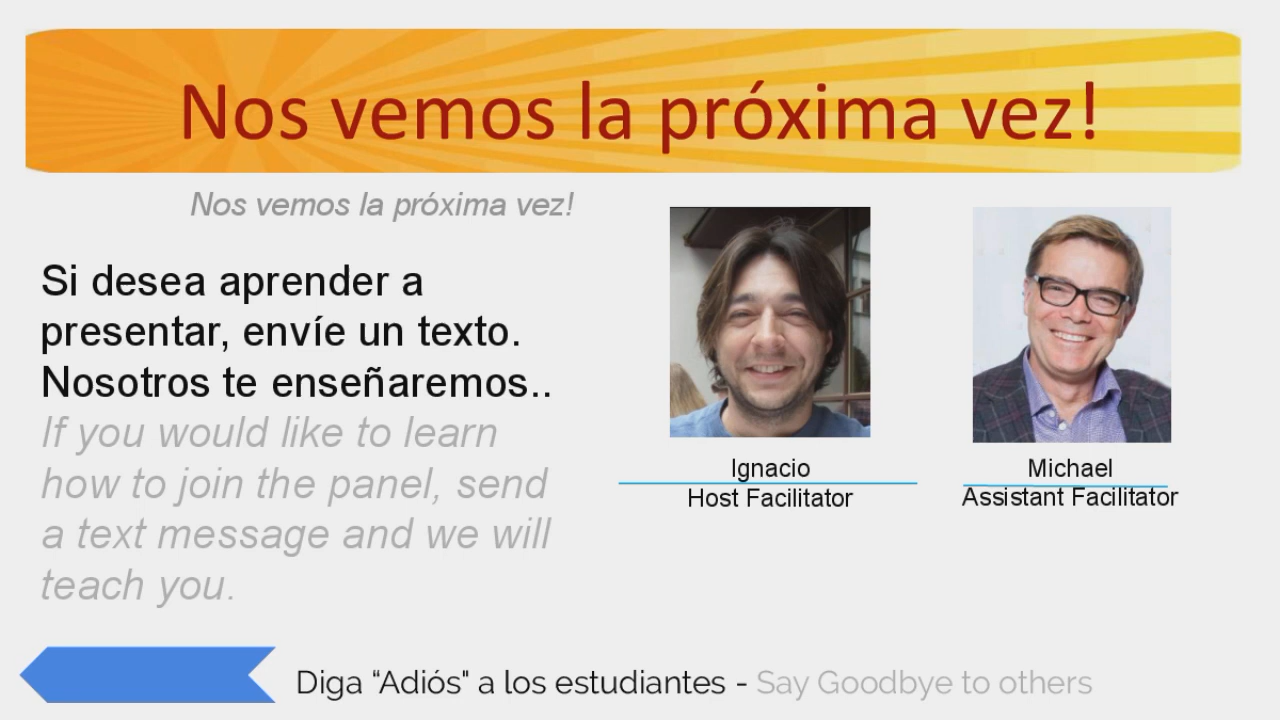 Nos vemos la próxima vez!
Nos vemos la próxima vez!
Si desea aprender a
presentar, envíe un texto.
Nosotros te enseñaremos..
If you would like to learn
how to join the panel, send
a text message and we will
teach you.
Ignacio
Host Facilitator
Michael
Assistant Facilitator
Diga “Adiós" a los estudiantes - Say Goodbye to others